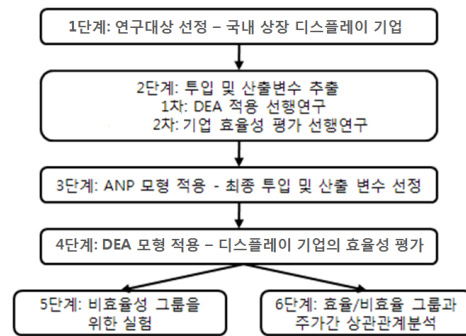 1단계: 연구대상 선정 – 국내 상장 디스플레이 기업
2단계: 투입 및 산출변수 추출
1차: DEA 적용 선행연구
2차: 기업 효율성 평가 선행연구
3단계: ANP 모형 적용 - 최종 투입 및 산출 변수 선정
4단계: DEA 모형 적용 – 디스플레이 기업의 효율성 평가
5단계: 비효율성 그룹을
위한 실험
6단계: 효율/비효율 그룹과
주가간 상관관계분석